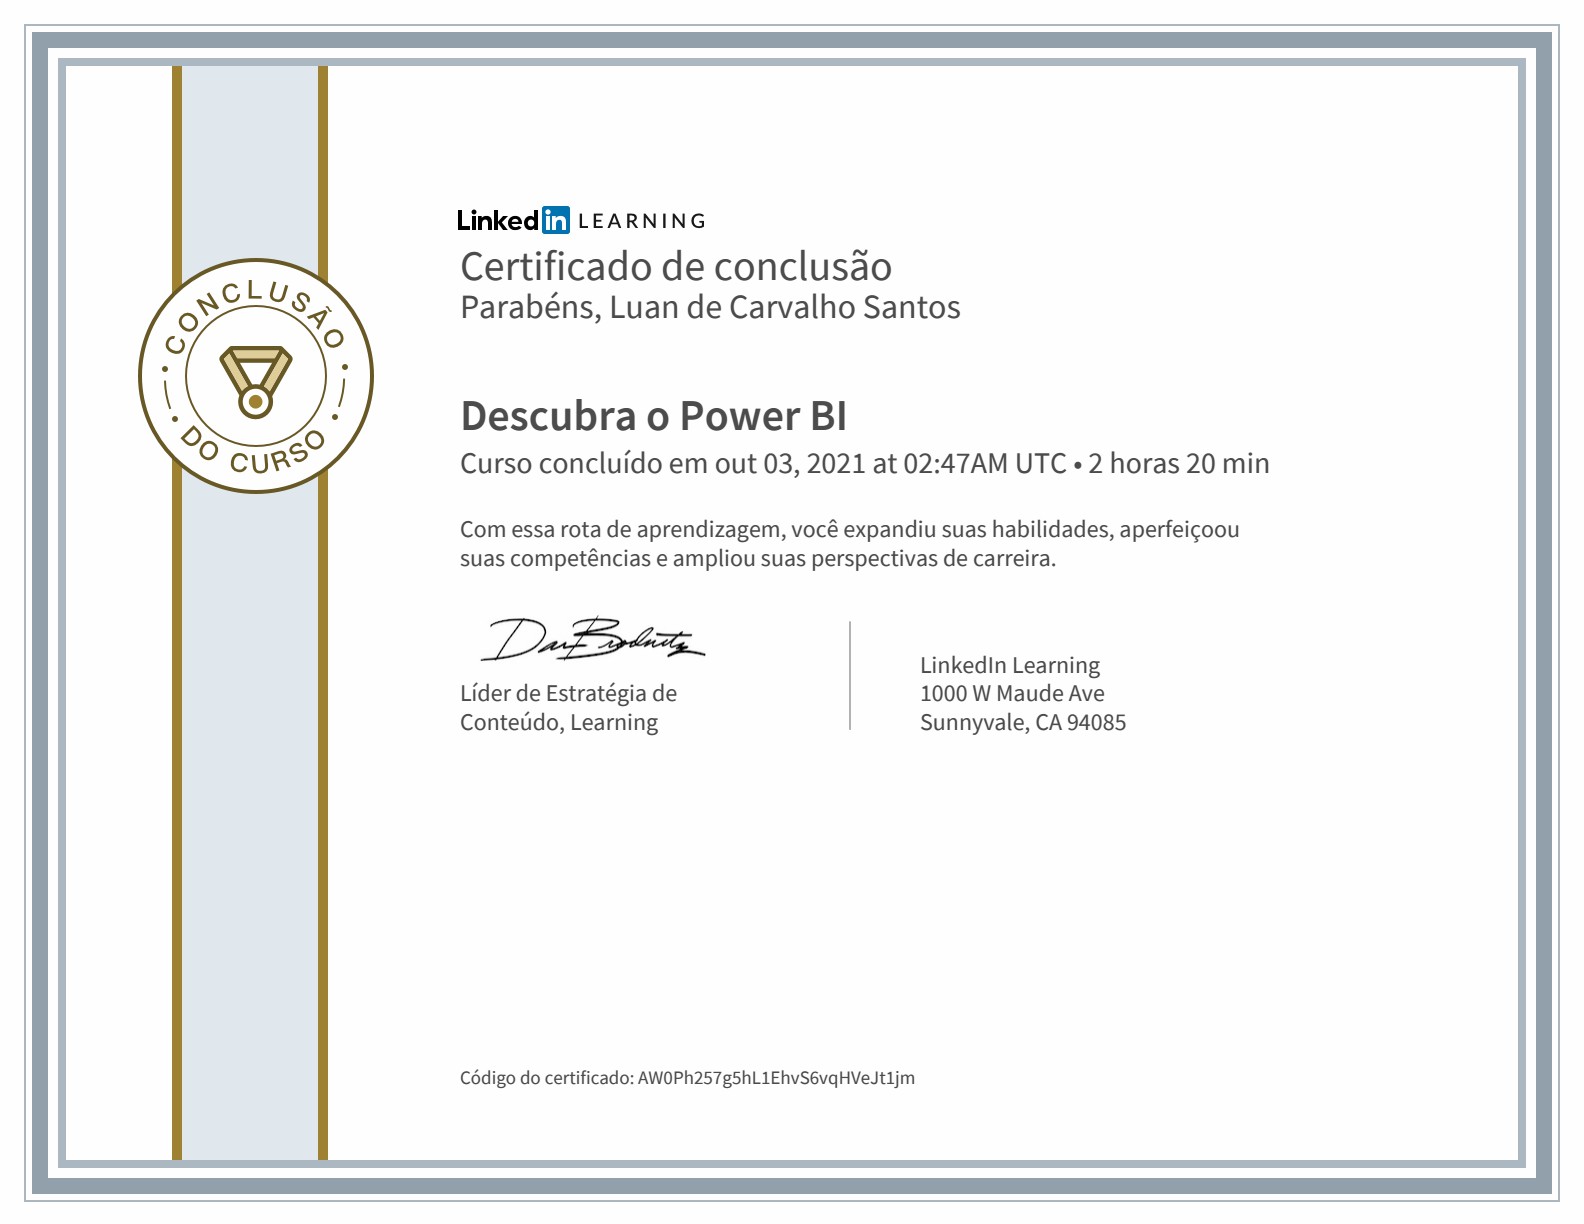 LinkedIn LEARNING
Certificado de conclusão
Parabéns, Luan de Carvalho Santos
CONCLUSÃO
DO CURSO
Descubra o Power BI
Curso concluído em out 03, 2021 at 02:47AM UTC • 2 horas 20 min
Com essa rota de aprendizagem, você expandiu suas habilidades, aperfeiçoou
suas competências e ampliou suas perspectivas de carreira.
Dan Brodnitz
Líder de Estratégia de
Conteúdo, Learning
LinkedIn Learning
1000 W Maude Ave
Sunnyvale, CA 94085
Código do certificado: AW0Ph257g5hL1EhvS6vqHVeJt1jm